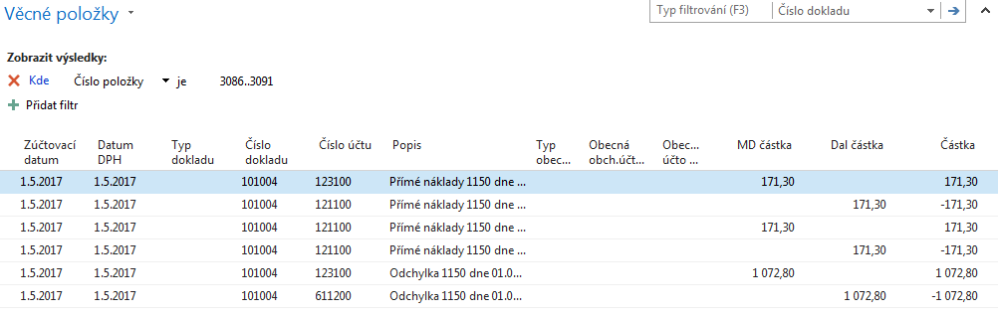 Věcné položky
Typ filtrování (F3) Číslo dokladu
Zobrazit výsledky:
Kde Číslo položky je 3086..3091
Přidat filtr
Zúčtovací datum Datum DPH Typ dokladu Číslo dokladu Číslo účtu Popis Typ obec... Obecná obch.účt... Obec... účto ... MD částka Dal částka Částka
1.5.2017 1.5.2017 101004 123100 Přímé náklady 1150 dne ... 171,30 171,30
1.5.2017 1.5.2017 101004 121100 Přímé náklady 1150 dne ... 171,30 -171,30
1.5.2017 1.5.2017 101004 121100 Přímé náklady 1150 dne ... 171,30 171,30
1.5.2017 1.5.2017 101004 121100 Přímé náklady 1150 dne ... 171,30 -171,30
1.5.2017 1.5.2017 101004 123100 Odchylka 1150 dne 01.0... 1 072,80 1 072,80
1.5.2017 1.5.2017 101004 611200 Odchylka 1150 dne 01.0... 1 072,80 -1 072,80